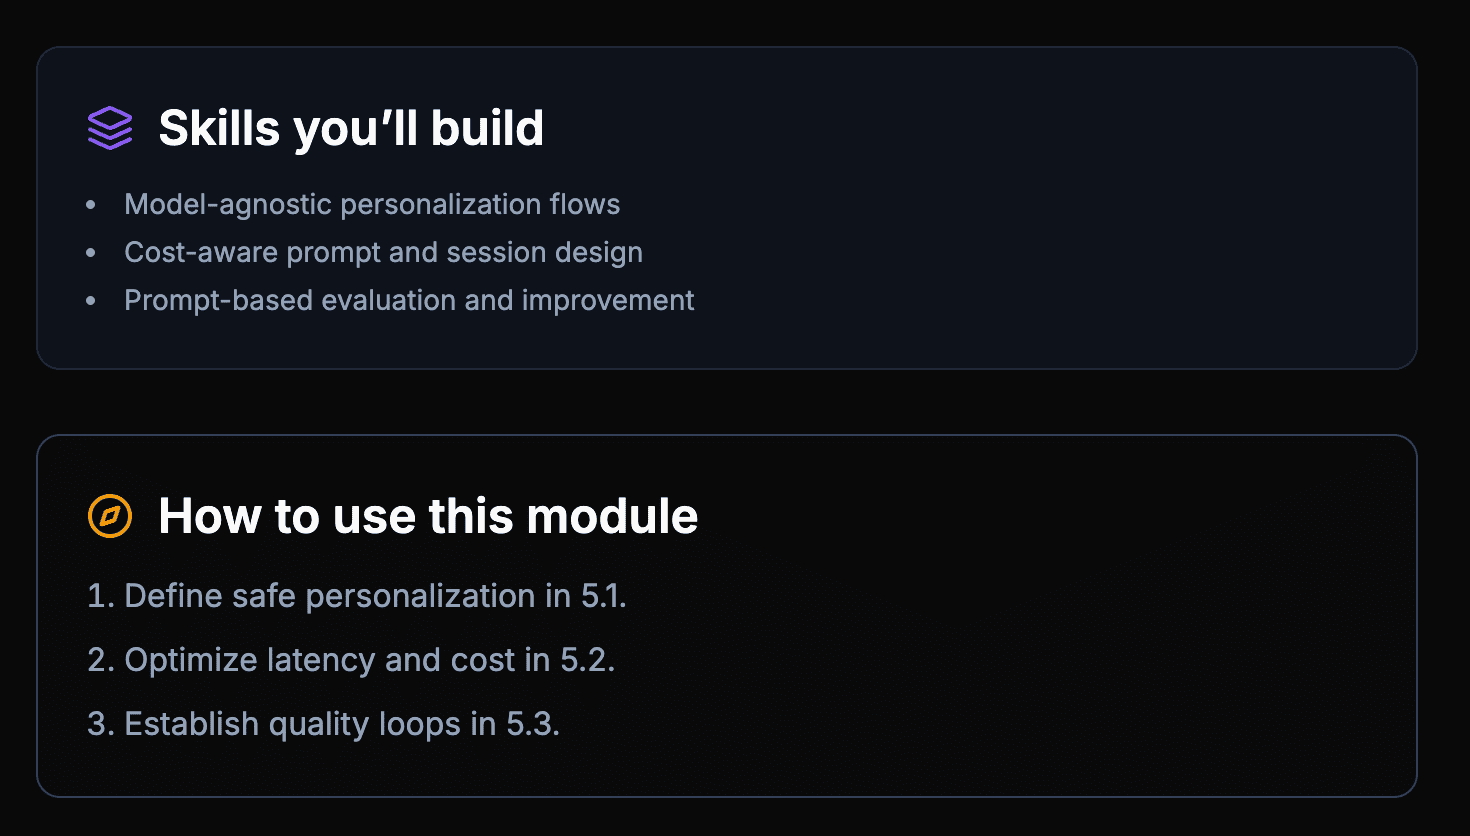 Skills you’ll build
• Model-agnostic personalization flows
• Cost-aware prompt and session design
• Prompt-based evaluation and improvement
How to use this module
1. Define safe personalization in 5.1.
2. Optimize latency and cost in 5.2.
3. Establish quality loops in 5.3.